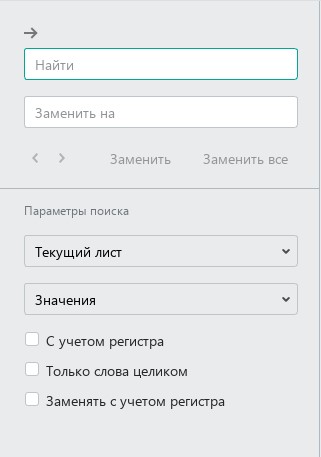 Найти
Заменить на
Заменить Заменить все
Параметры поиска
Текущий лист
Значения
С учетом регистра
Только слова целиком
Заменять с учетом регистра